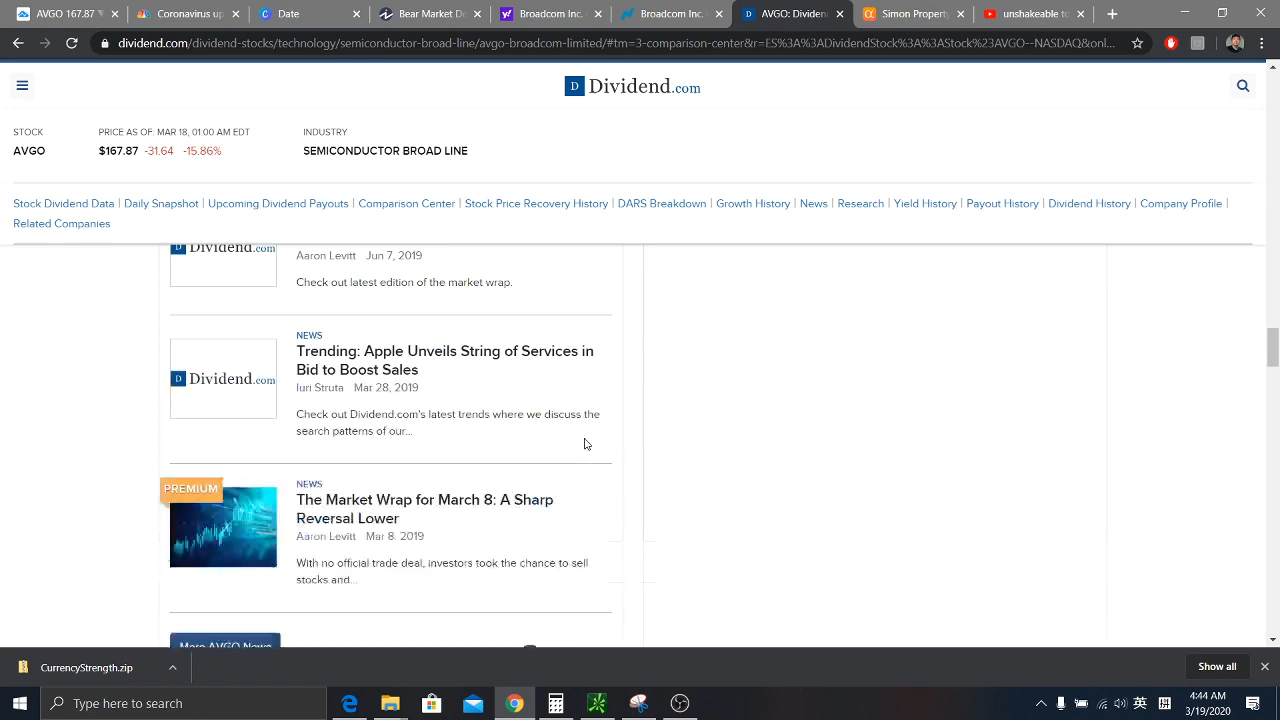 AVGO 167.87
NBC's Cramer
Date
Bear Market De
Broadcom Inc.
Broadcom Inc.
AVGO: Dividend
Simon Property
unshakeable to
dividend.com/dividend-stocks/technology/semiconductor-broad-line/avgo-broadcom-limited/#tm=3-comparison-center&r=ES%3A%3ADividendStock%3A%3AStock%23AVGO--NASDAQ&onl...
D Dividend.com
STOCK
PRICE AS OF: MAR 18, 01:00 AM EDT
INDUSTRY
AVGO
$167.87 -31.64 -15.86%
SEMICONDUCTOR BROAD LINE
Stock Dividend Data | Daily Snapshot | Upcoming Dividend Payouts | Comparison Center | Stock Price Recovery History | DARS Breakdown | Growth History | News | Research | Yield History | Payout History | Dividend History | Company Profile |
Related Companies
D Dividend.com
Aaron Levitt Jun 7, 2019
Check out latest edition of the market wrap.
NEWS
Trending: Apple Unveils String of Services in
Bid to Boost Sales
D Dividend.com
Iuri Struta Mar 28, 2019
Check out Dividend.com's latest trends where we discuss the
search patterns of our...
PREMIUM
NEWS
The Market Wrap for March 8: A Sharp
Reversal Lower
Aaron Levitt Mar 8, 2019
With no official trade deal, investors took the chance to sell
stocks and...
More AVGO News
CurrencyStrength.zip
Show all
Type here to search
英
拼
4:44 AM
3/19/2020